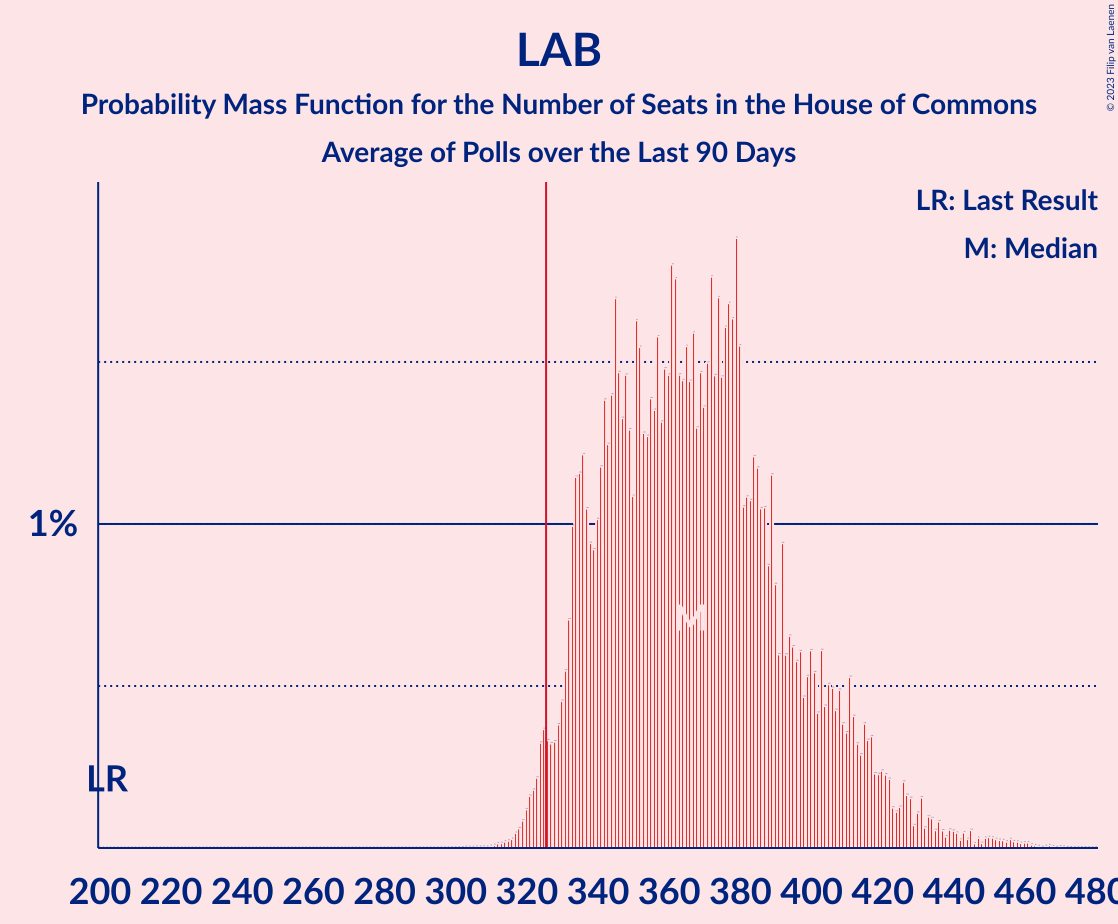 LAB
Probability Mass Function for the Number of Seats in the House of Commons
Average of Polls over the Last 90 Days
© 2023 Filip van Laenen
LR: Last Result
M: Median
1%
M
LR
200 220 240 260 280 300 320 340 360 380 400 420 440 460 480